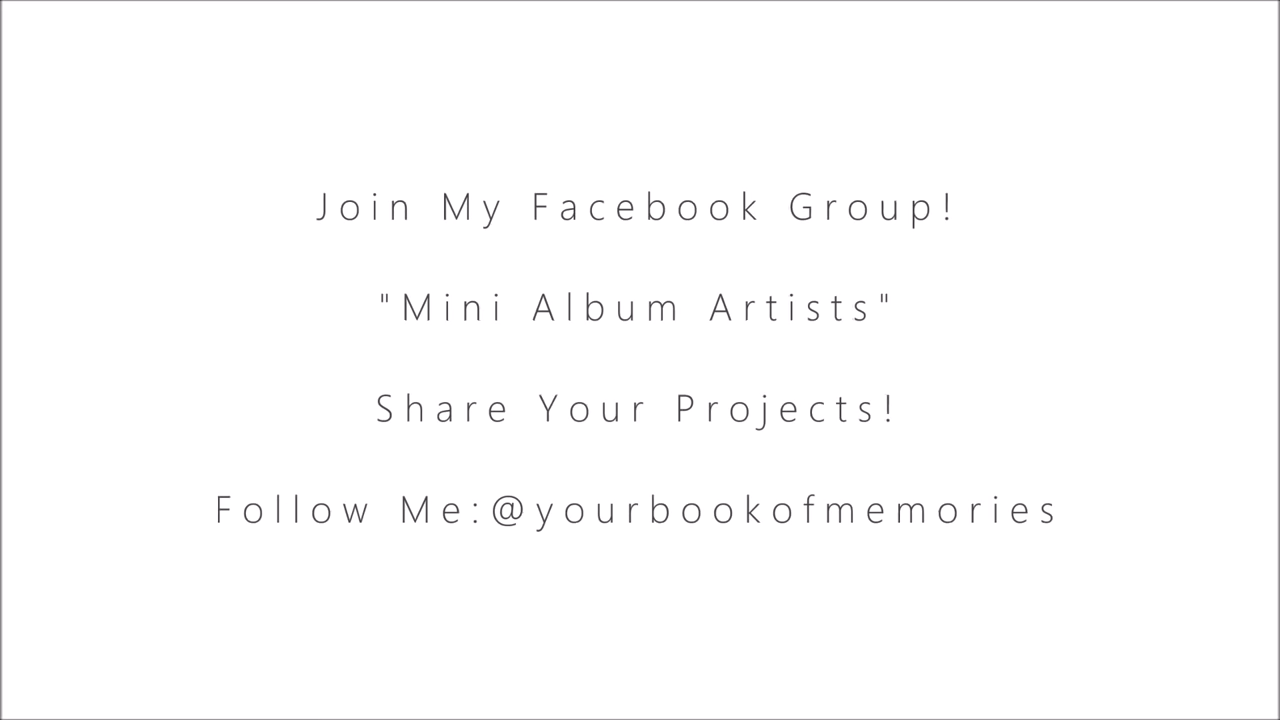 Join My Facebook Group!
"Mini Album Artists"
Share Your Projects!
Follow Me:@yourbookofmemories